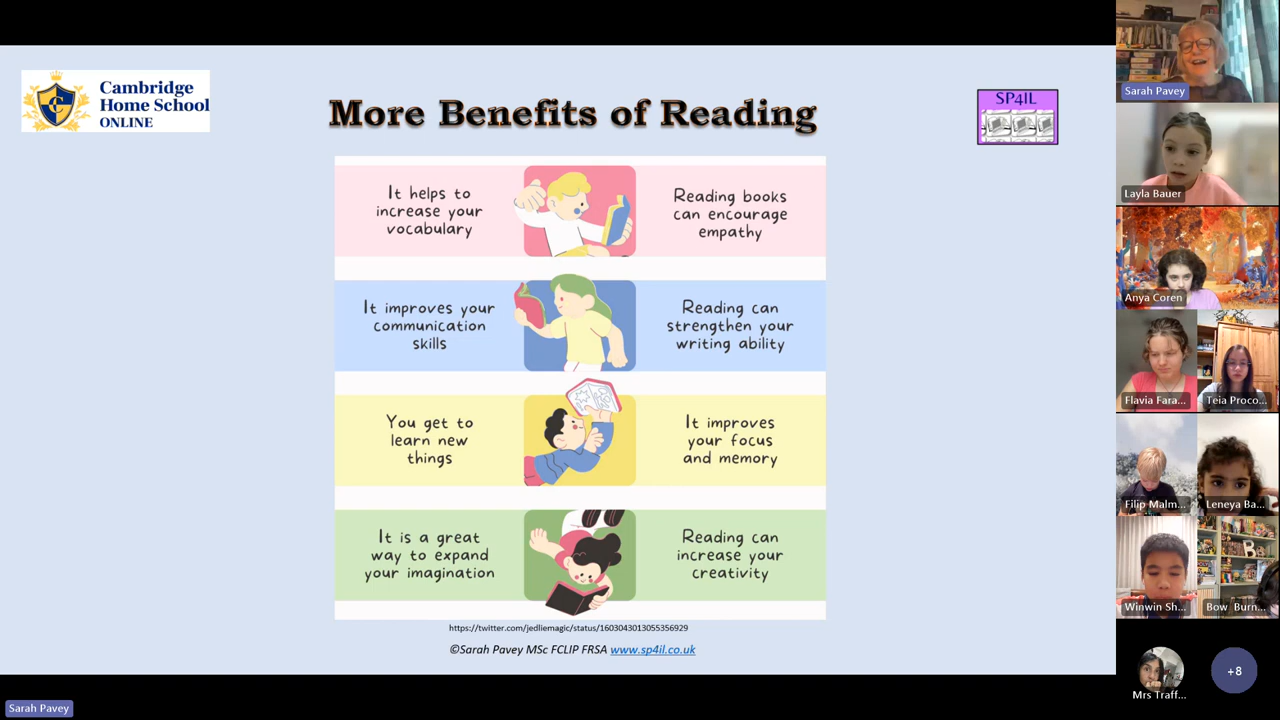 Cambridge
Home School
ONLINE
More Benefits of Reading
SP4IL
It helps to
increase your
vocabulary
Reading books
can encourage
empathy
It improves your
communication
skills
Reading can
strengthen your
writing ability
You get to
learn new
things
It improves
your focus
and memory
It is a great
way to expand
your imagination
Reading can
increase your
creativity
https://twitter.com/jedliemagic/status/1603043013055356929
©Sarah Pavey MSc FCLIP FRSA www.sp4il.co.uk
Sarah Pavey
Sarah Pavey
Layla Bauer
Anya Coren
Flavia Fara...
Teia Proco...
Filip Malm...
Leneya Ba...
Winwin Sh...
Bow Burn...
Mrs Traff...
+8